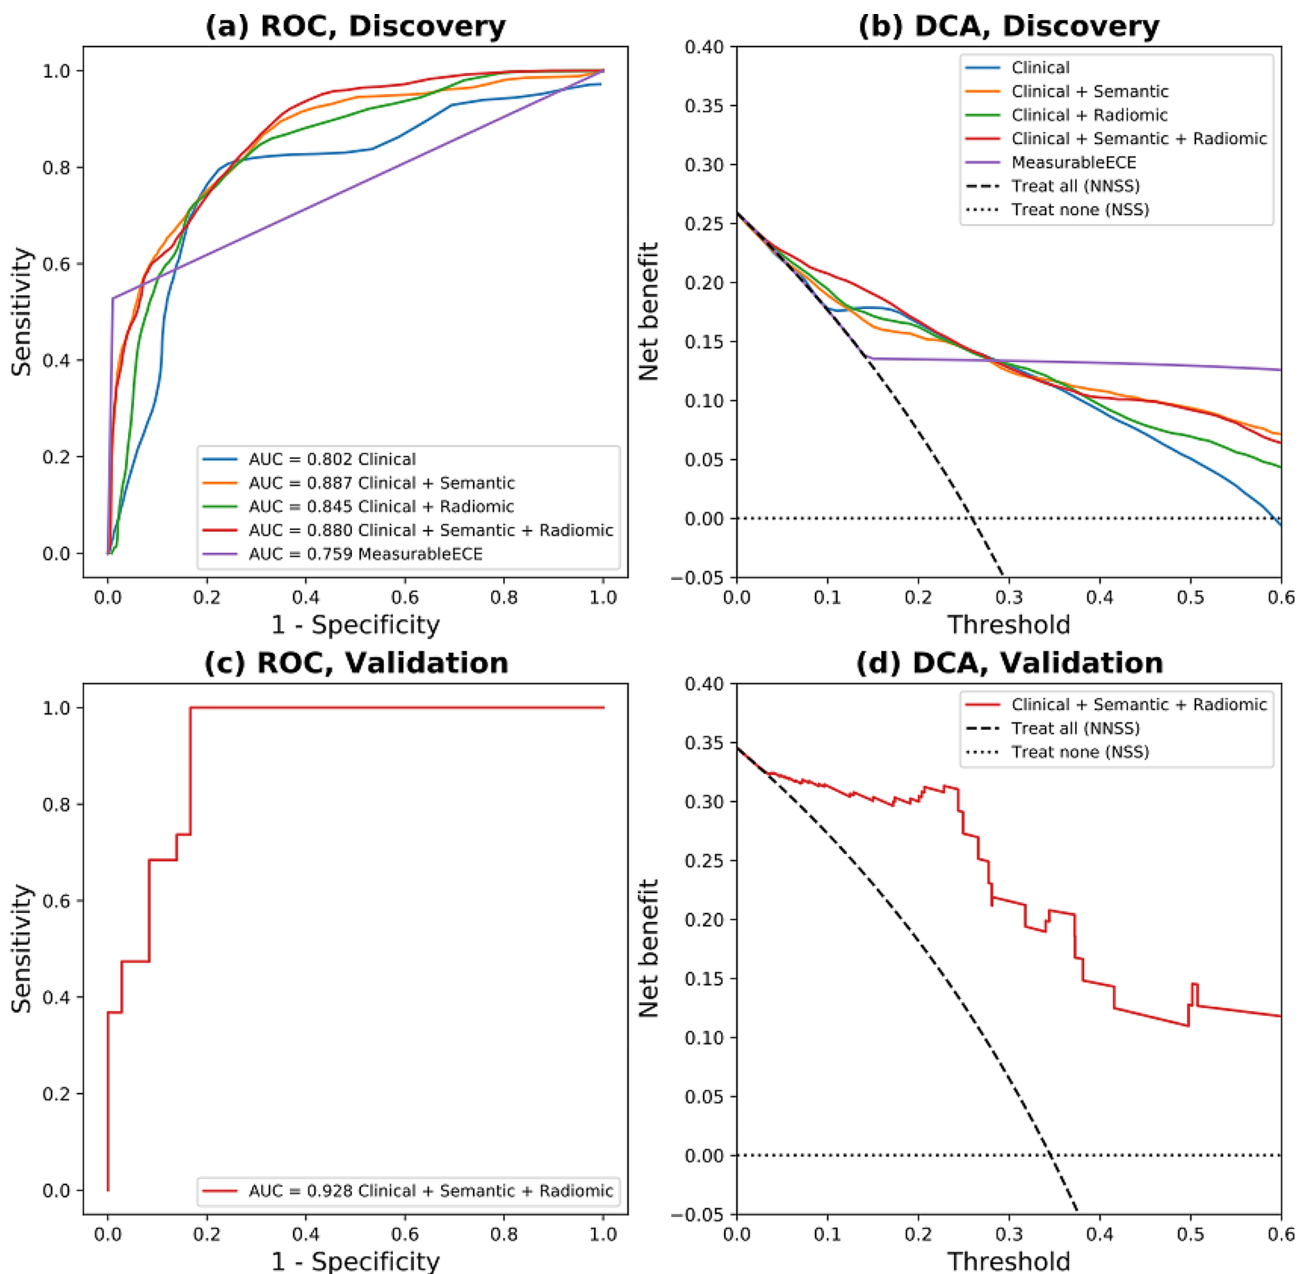 (a) ROC, Discovery
Sensitivity
1.0
0.8
0.6
0.4
0.2
0.0
AUC = 0.802 Clinical
AUC = 0.887 Clinical + Semantic
AUC = 0.845 Clinical + Radiomic
AUC = 0.880 Clinical + Semantic + Radiomic
AUC = 0.759 MeasurableECE
0.0 0.2 0.4 0.6 0.8 1.0
1 - Specificity
(b) DCA, Discovery
Net benefit
0.40
0.35
0.30
0.25
0.20
0.15
0.10
0.05
0.00
−0.05
Clinical
Clinical + Semantic
Clinical + Radiomic
Clinical + Semantic + Radiomic
MeasurableECE
Treat all (NNSS)
Treat none (NSS)
0.0 0.1 0.2 0.3 0.4 0.5 0.6
Threshold
(c) ROC, Validation
Sensitivity
1.0
0.8
0.6
0.4
0.2
0.0
AUC = 0.928 Clinical + Semantic + Radiomic
0.0 0.2 0.4 0.6 0.8 1.0
1 - Specificity
(d) DCA, Validation
Net benefit
0.40
0.35
0.30
0.25
0.20
0.15
0.10
0.05
0.00
−0.05
Clinical + Semantic + Radiomic
Treat all (NNSS)
Treat none (NSS)
0.0 0.1 0.2 0.3 0.4 0.5 0.6
Threshold